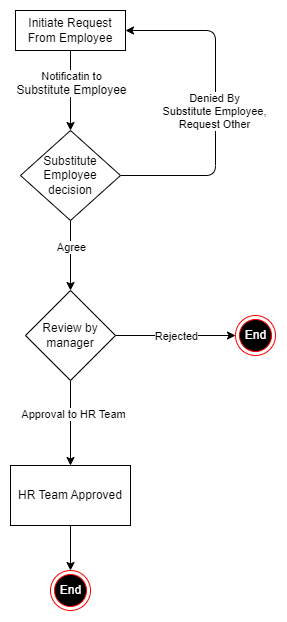 Initiate Request
From Employee
Notificatin to
Substitute Employee
Denied By
Substitute Employee,
Request Other
Substitute
Employee
decision
Agree
Review by
manager
Rejected
End
Approval to HR Team
HR Team Approved
End